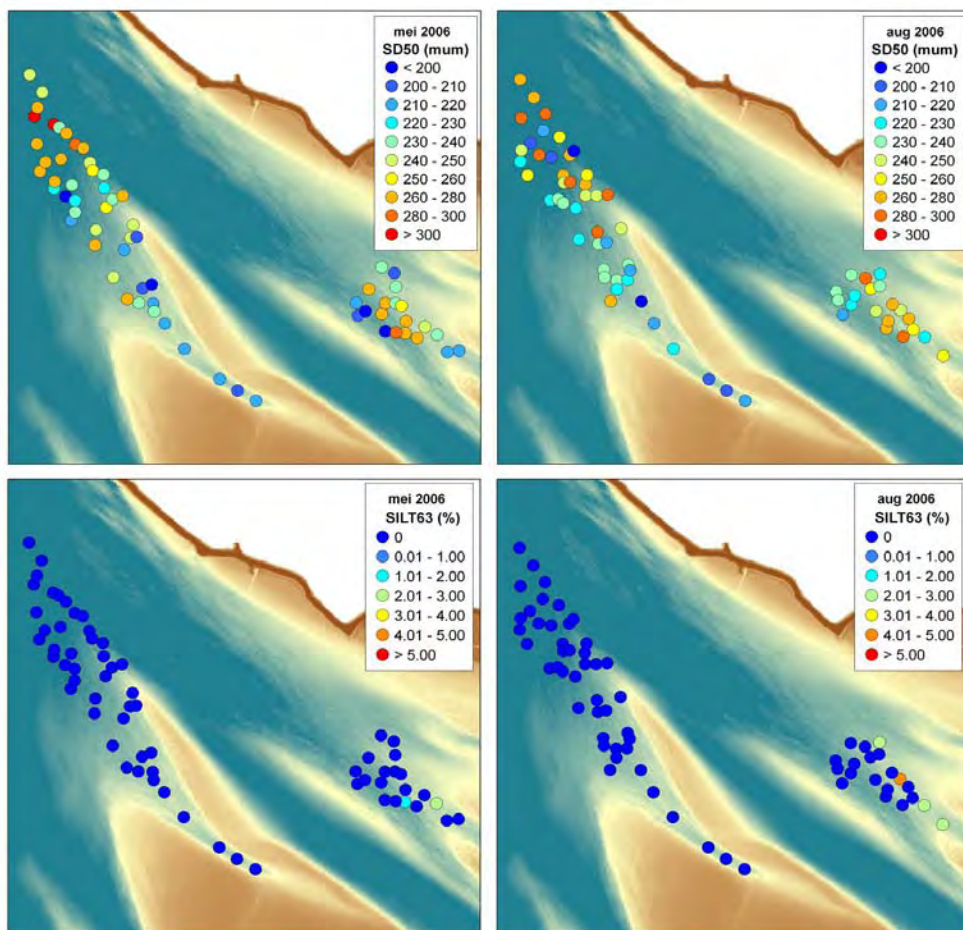 mei 2006
SD50 (mum)
< 200
200 - 210
210 - 220
220 - 230
230 - 240
240 - 250
250 - 260
260 - 280
280 - 300
> 300
aug 2006
SD50 (mum)
< 200
200 - 210
210 - 220
220 - 230
230 - 240
240 - 250
250 - 260
260 - 280
280 - 300
> 300
mei 2006
SILT63 (%)
0
0.01 - 1.00
1.01 - 2.00
2.01 - 3.00
3.01 - 4.00
4.01 - 5.00
> 5.00
aug 2006
SILT63 (%)
0
0.01 - 1.00
1.01 - 2.00
2.01 - 3.00
3.01 - 4.00
4.01 - 5.00
> 5.00